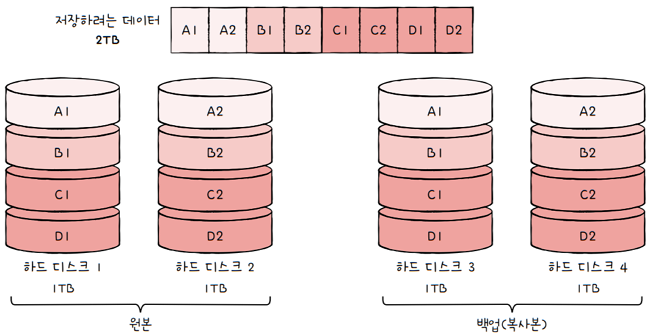 저장하려는 데이터
2TB
A1 A2 B1 B2 C1 C2 D1 D2
A1 A2 A1 A2
B1 B2 B1 B2
C1 C2 C1 C2
D1 D2 D1 D2
하드 디스크 1 하드 디스크 2 하드 디스크 3 하드 디스크 4
1TB 1TB 1TB 1TB
원본 백업(복사본)